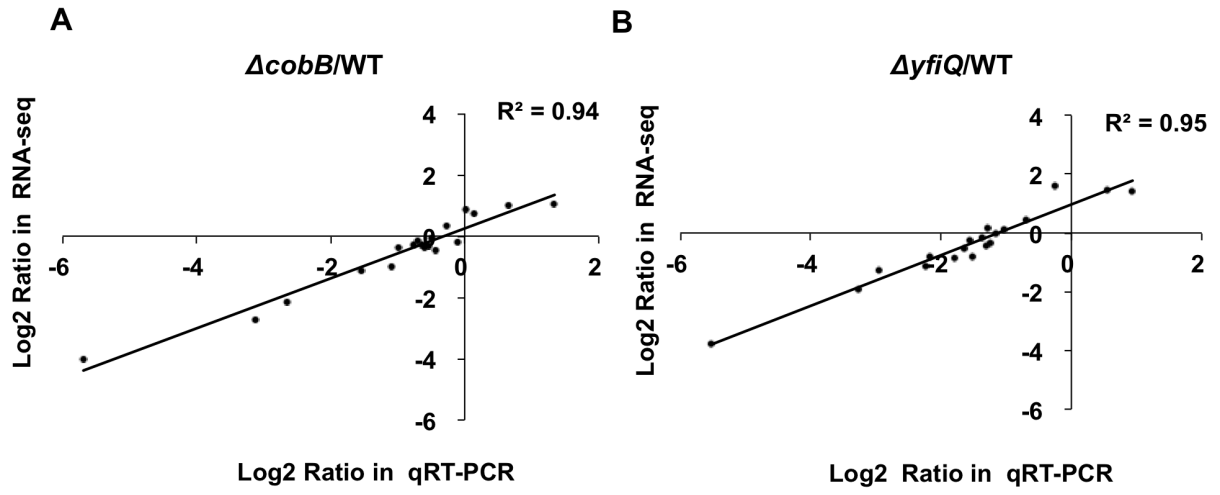 A
ΔcobB/WT
Log2 Ratio in RNA-seq
4
2
0
-2
-4
-6
-6
-4
-2
0
2
R² = 0.94
Log2 Ratio in qRT-PCR
B
ΔyfiQ/WT
Log2 Ratio in RNA-seq
4
2
0
-2
-4
-6
-6
-4
-2
0
2
R² = 0.95
Log2 Ratio in qRT-PCR